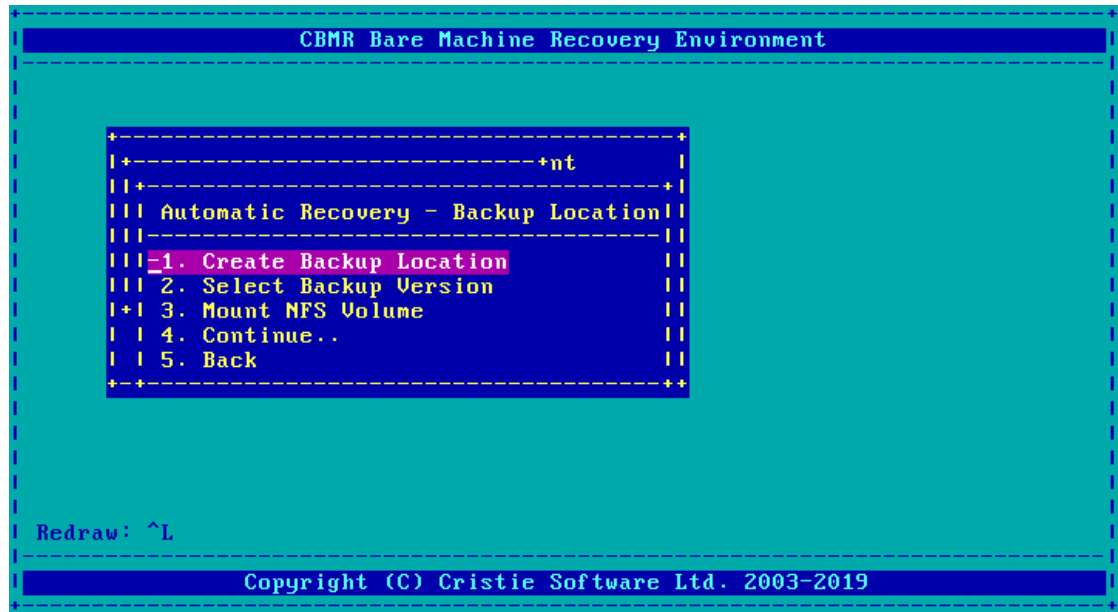 CBMR Bare Machine Recovery Environment
nt
Automatic Recovery - Backup Location
1. Create Backup Location
2. Select Backup Version
3. Mount NFS Volume
4. Continue..
5. Back
Redraw: ^L
Copyright (C) Cristie Software Ltd. 2003-2019